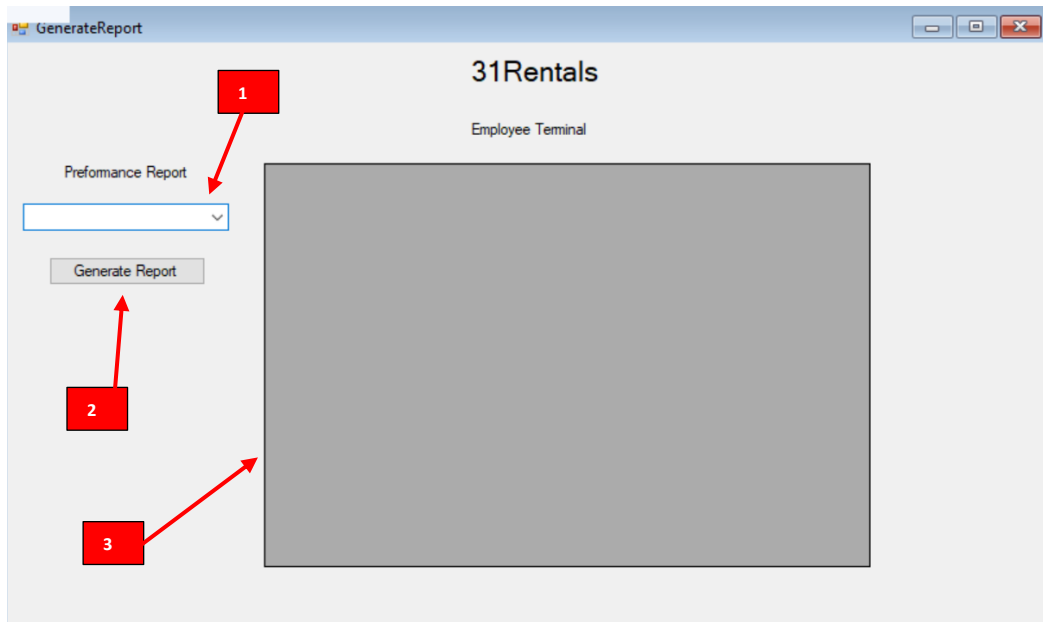 GenerateReport
31Rentals
1
Employee Terminal
Preformance Report
Generate Report
2
3